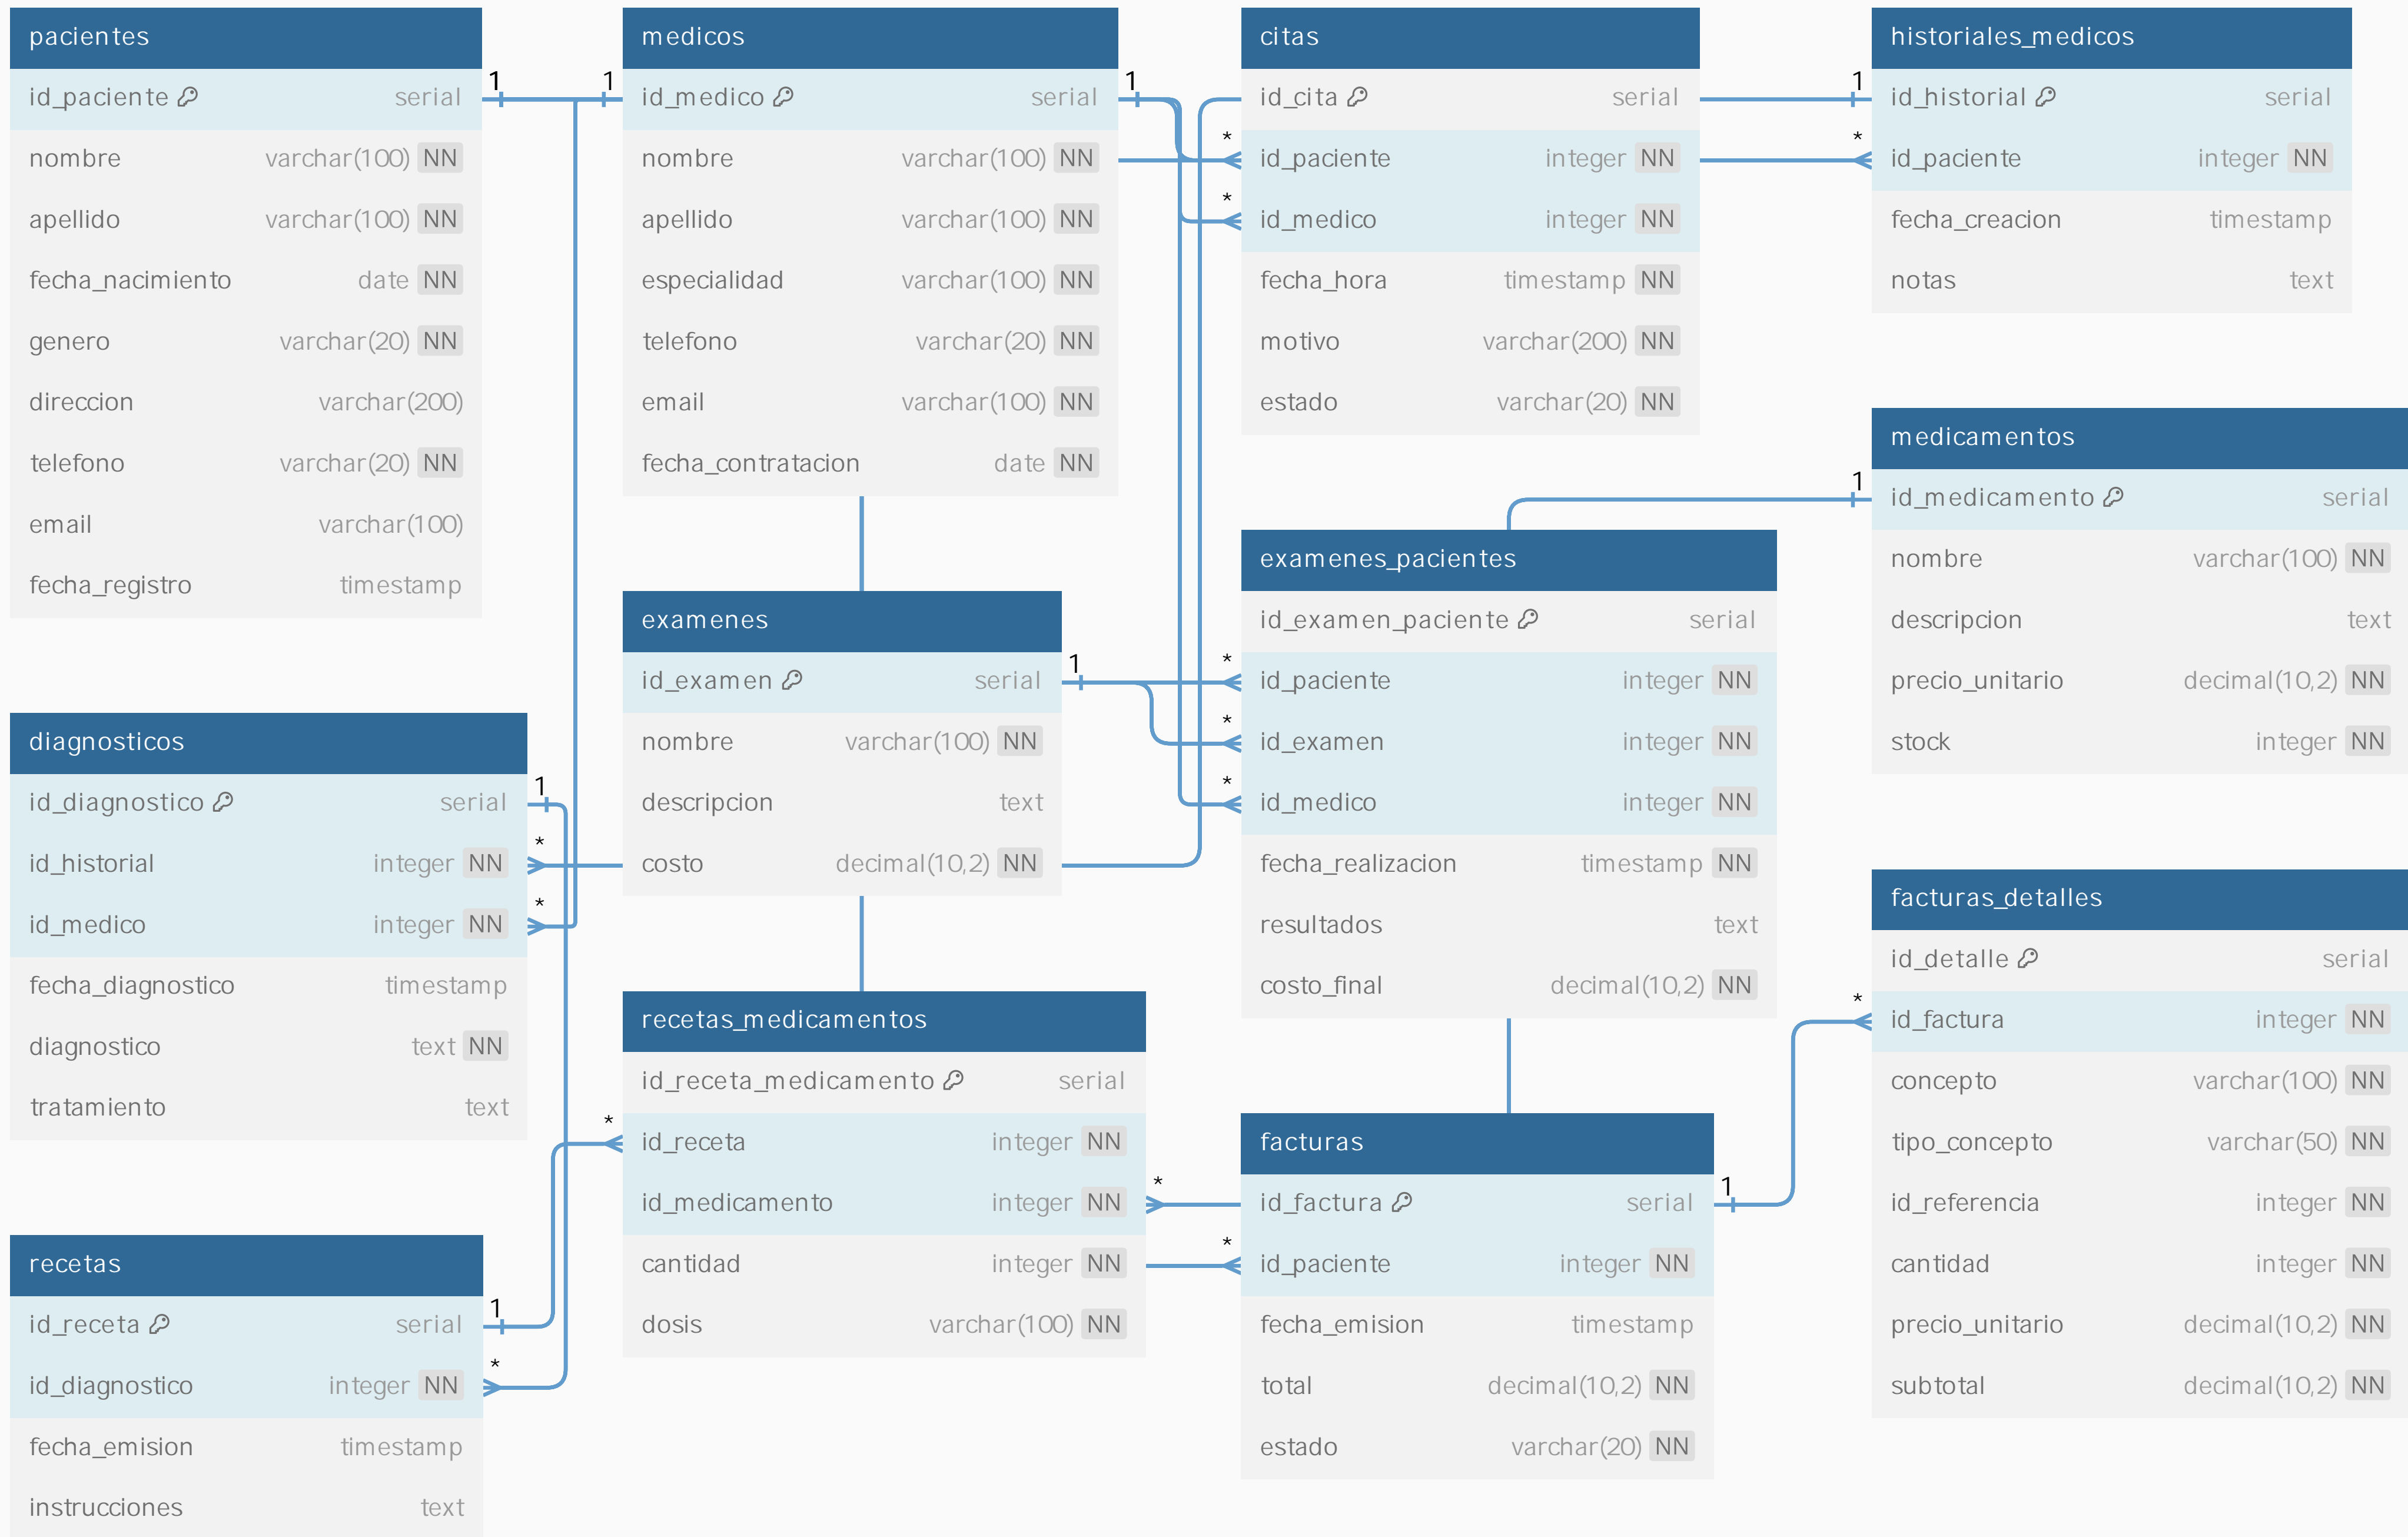 pacientes
id_paciente serial
nombre varchar(100) NN
apellido varchar(100) NN
fecha_nacimiento date NN
genero varchar(20) NN
direccion varchar(200)
telefono varchar(20) NN
email varchar(100)
fecha_registro timestamp
1
1
medicos
id_medico serial
nombre varchar(100) NN
apellido varchar(100) NN
especialidad varchar(100) NN
telefono varchar(20) NN
email varchar(100) NN
fecha_contratacion date NN
1
*
*
citas
id_cita serial
id_paciente integer NN
id_medico integer NN
fecha_hora timestamp NN
motivo varchar(200) NN
estado varchar(20) NN
1
*
historiales_medicos
id_historial serial
id_paciente integer NN
fecha_creacion timestamp
notas text
1
medicamentos
id_medicamento serial
nombre varchar(100) NN
descripcion text
precio_unitario decimal(10,2) NN
stock integer NN
examenes
id_examen serial
nombre varchar(100) NN
descripcion text
costo decimal(10,2) NN
1
*
*
*
examenes_pacientes
id_examen_paciente serial
id_paciente integer NN
id_examen integer NN
id_medico integer NN
fecha_realizacion timestamp NN
resultados text
costo_final decimal(10,2) NN
diagnosticos
id_diagnostico serial
id_historial integer NN
id_medico integer NN
fecha_diagnostico timestamp
diagnostico text NN
tratamiento text
1
*
*
recetas_medicamentos
id_receta_medicamento serial
id_receta integer NN
id_medicamento integer NN
cantidad integer NN
dosis varchar(100) NN
*
*
*
facturas
id_factura serial
id_paciente integer NN
fecha_emision timestamp
total decimal(10,2) NN
estado varchar(20) NN
1
*
facturas_detalles
id_detalle serial
id_factura integer NN
concepto varchar(100) NN
tipo_concepto varchar(50) NN
id_referencia integer NN
cantidad integer NN
precio_unitario decimal(10,2) NN
subtotal decimal(10,2) NN
recetas
id_receta serial
id_diagnostico integer NN
fecha_emision timestamp
instrucciones text
1
*